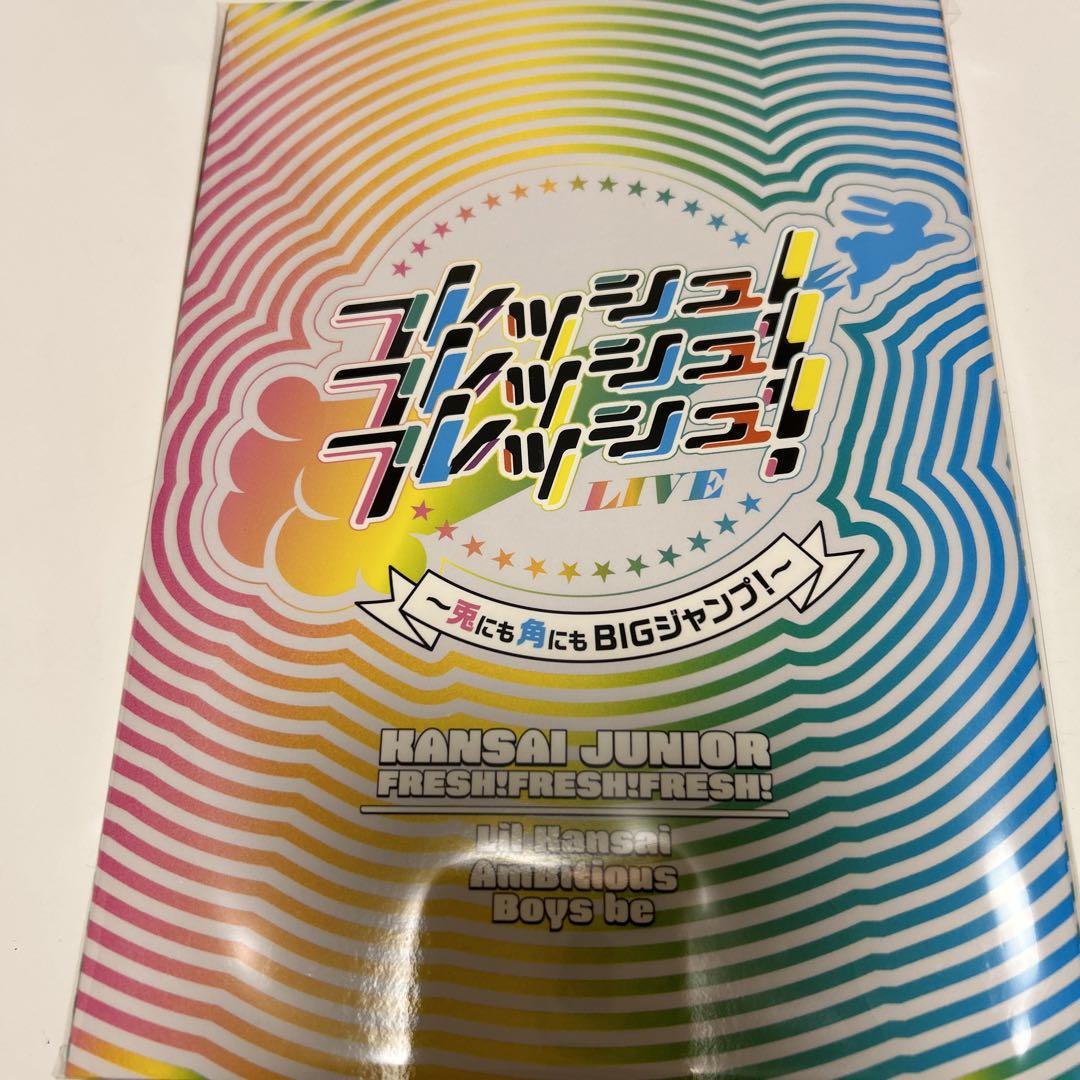 フレッシュ!
フレッシュ!
フレッシュ!
LIVE
～兎にも角にもBIGジャンプ!～
KANSAI JUNIOR
FRESH!FRESH!FRESH!
Lil Kansai
AmBitious
Boys be